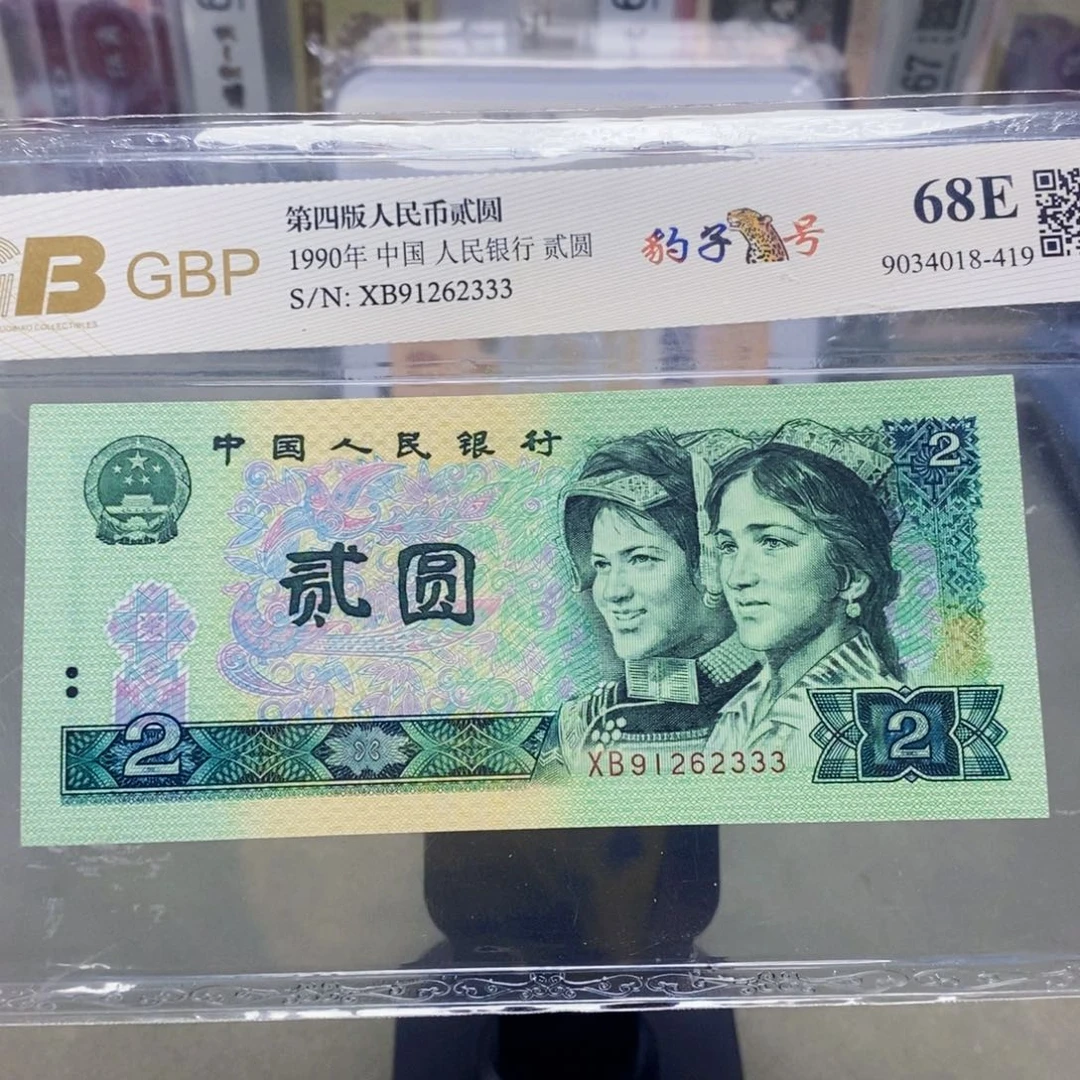 第四版人民币贰圆
1990年 中国 人民银行 贰圆
S/N: XB91262333
GBP
豹子号
68E
9034018-419
中国人民银行
2
贰圆
2
2
XB91262333
67